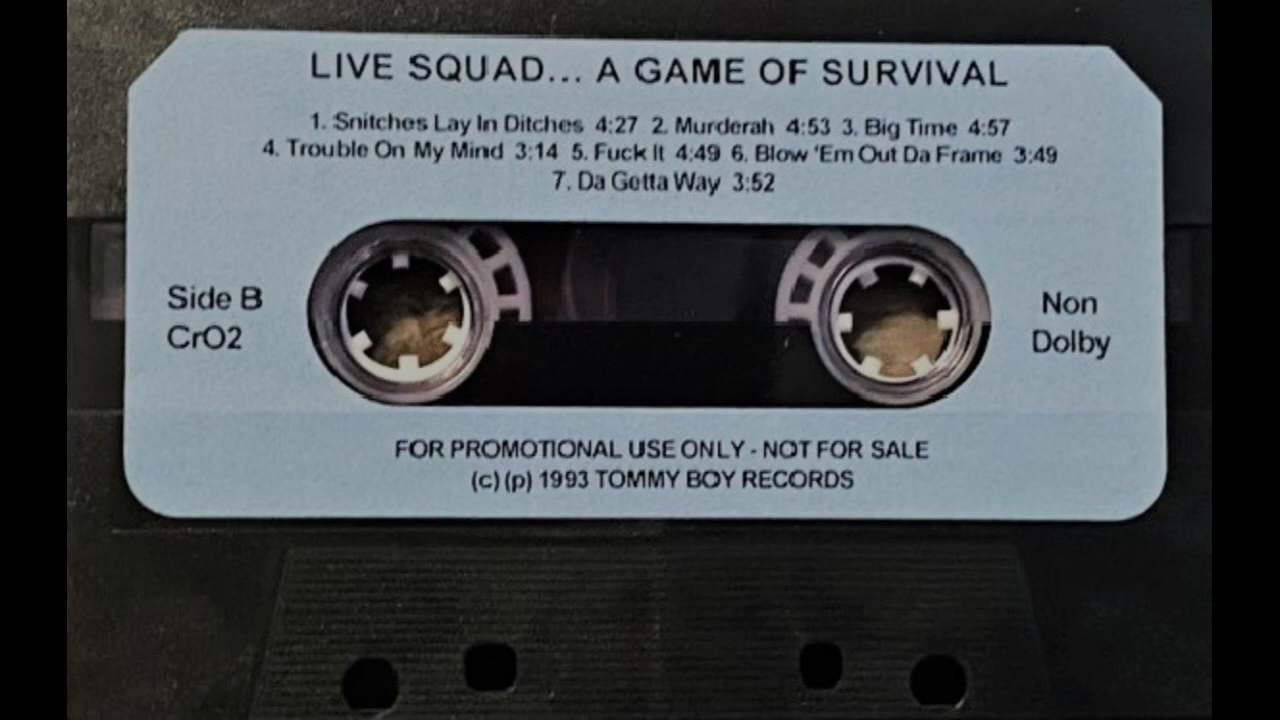 LIVE SQUAD... A GAME OF SURVIVAL
1. Snitches Lay In Ditches 4:27 2. Murderah 4:53 3. Big Time 4:57
4. Trouble On My Mind 3:14 5. Fuck It 4:49 6. Blow 'Em Out Da Frame 3:49
7. Da Getta Way 3:52
Side B
CrO2
Non
Dolby
FOR PROMOTIONAL USE ONLY - NOT FOR SALE
(c) (p) 1993 TOMMY BOY RECORDS